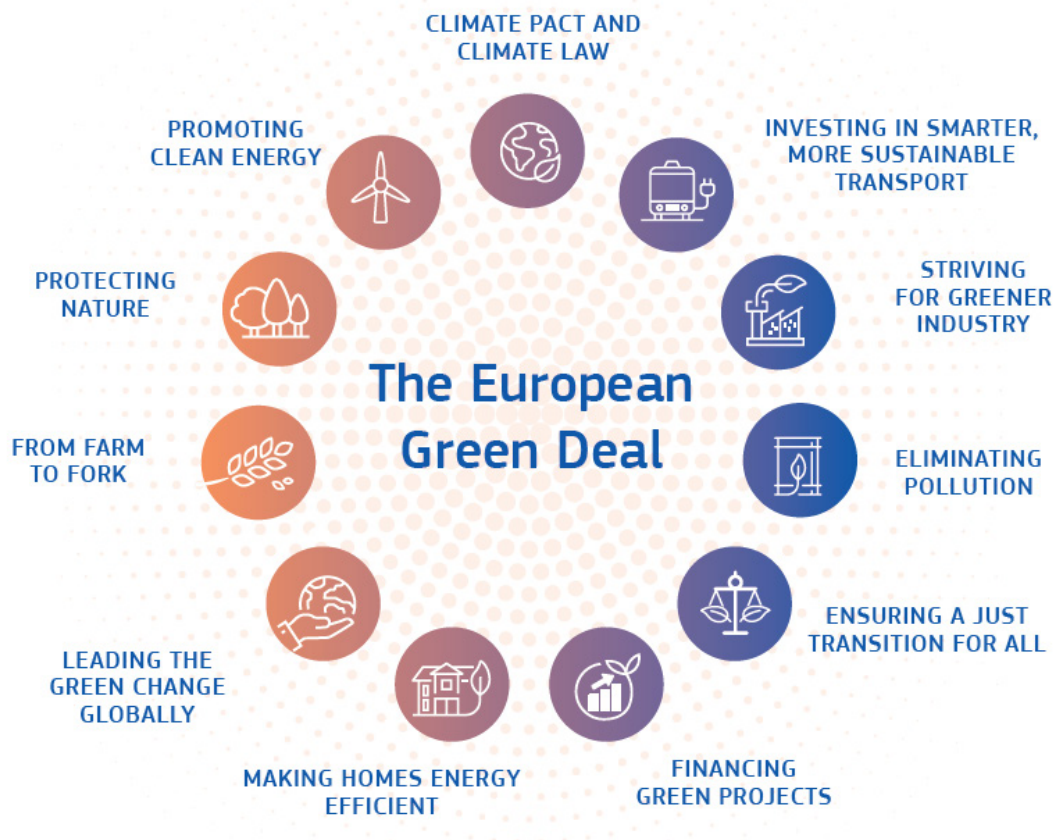 CLIMATE PACT AND
CLIMATE LAW
PROMOTING
CLEAN ENERGY
INVESTING IN SMARTER,
MORE SUSTAINABLE
TRANSPORT
PROTECTING
NATURE
STRIVING
FOR GREENER
INDUSTRY
The European
Green Deal
FROM FARM
TO FORK
ELIMINATING
POLLUTION
LEADING THE
GREEN CHANGE
GLOBALLY
ENSURING A JUST
TRANSITION FOR ALL
MAKING HOMES ENERGY
EFFICIENT
FINANCING
GREEN PROJECTS